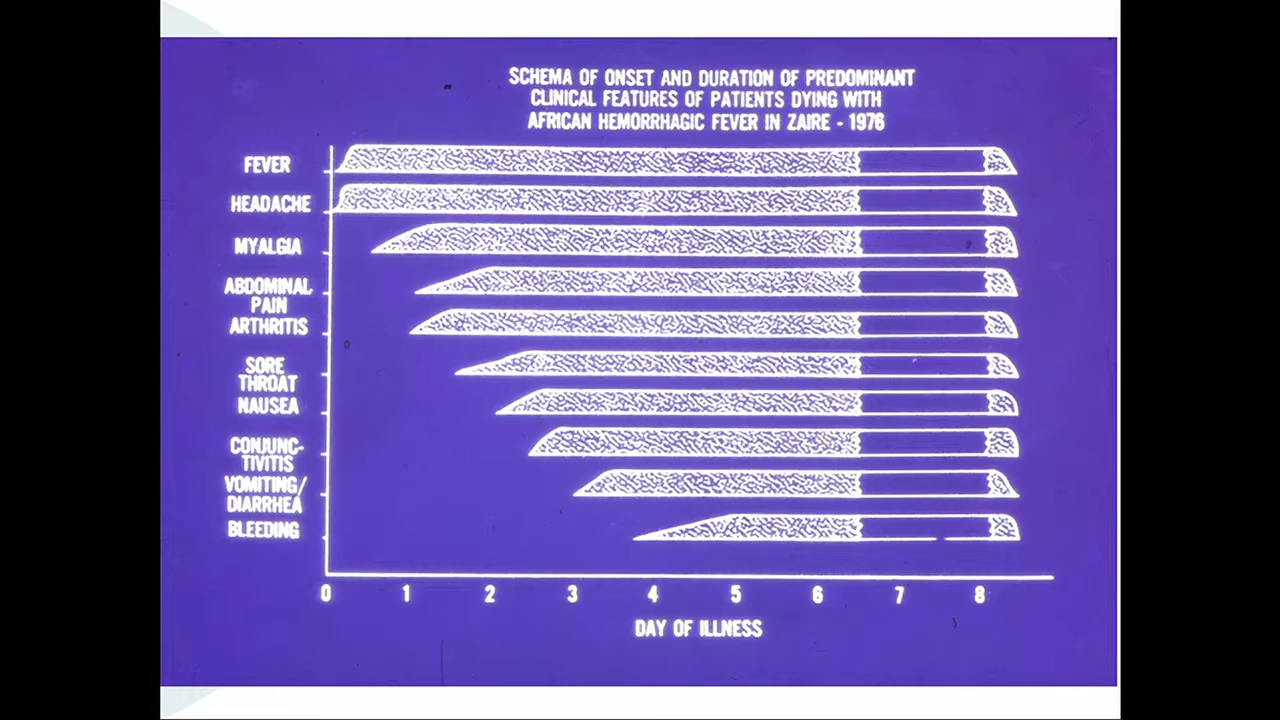 SCHEMA OF ONSET AND DURATION OF PREDOMINANT
CLINICAL FEATURES OF PATIENTS DYING WITH
AFRICAN HEMORRHAGIC FEVER IN ZAIRE - 1976
FEVER
HEADACHE
MYALGIA
ABDOMINAL
PAIN
ARTHRITIS
SORE
THROAT
NAUSEA
CONJUNC-
TIVITIS
VOMITING/
DIARRHEA
BLEEDING
0 1 2 3 4 5 6 7 8
DAY OF ILLNESS